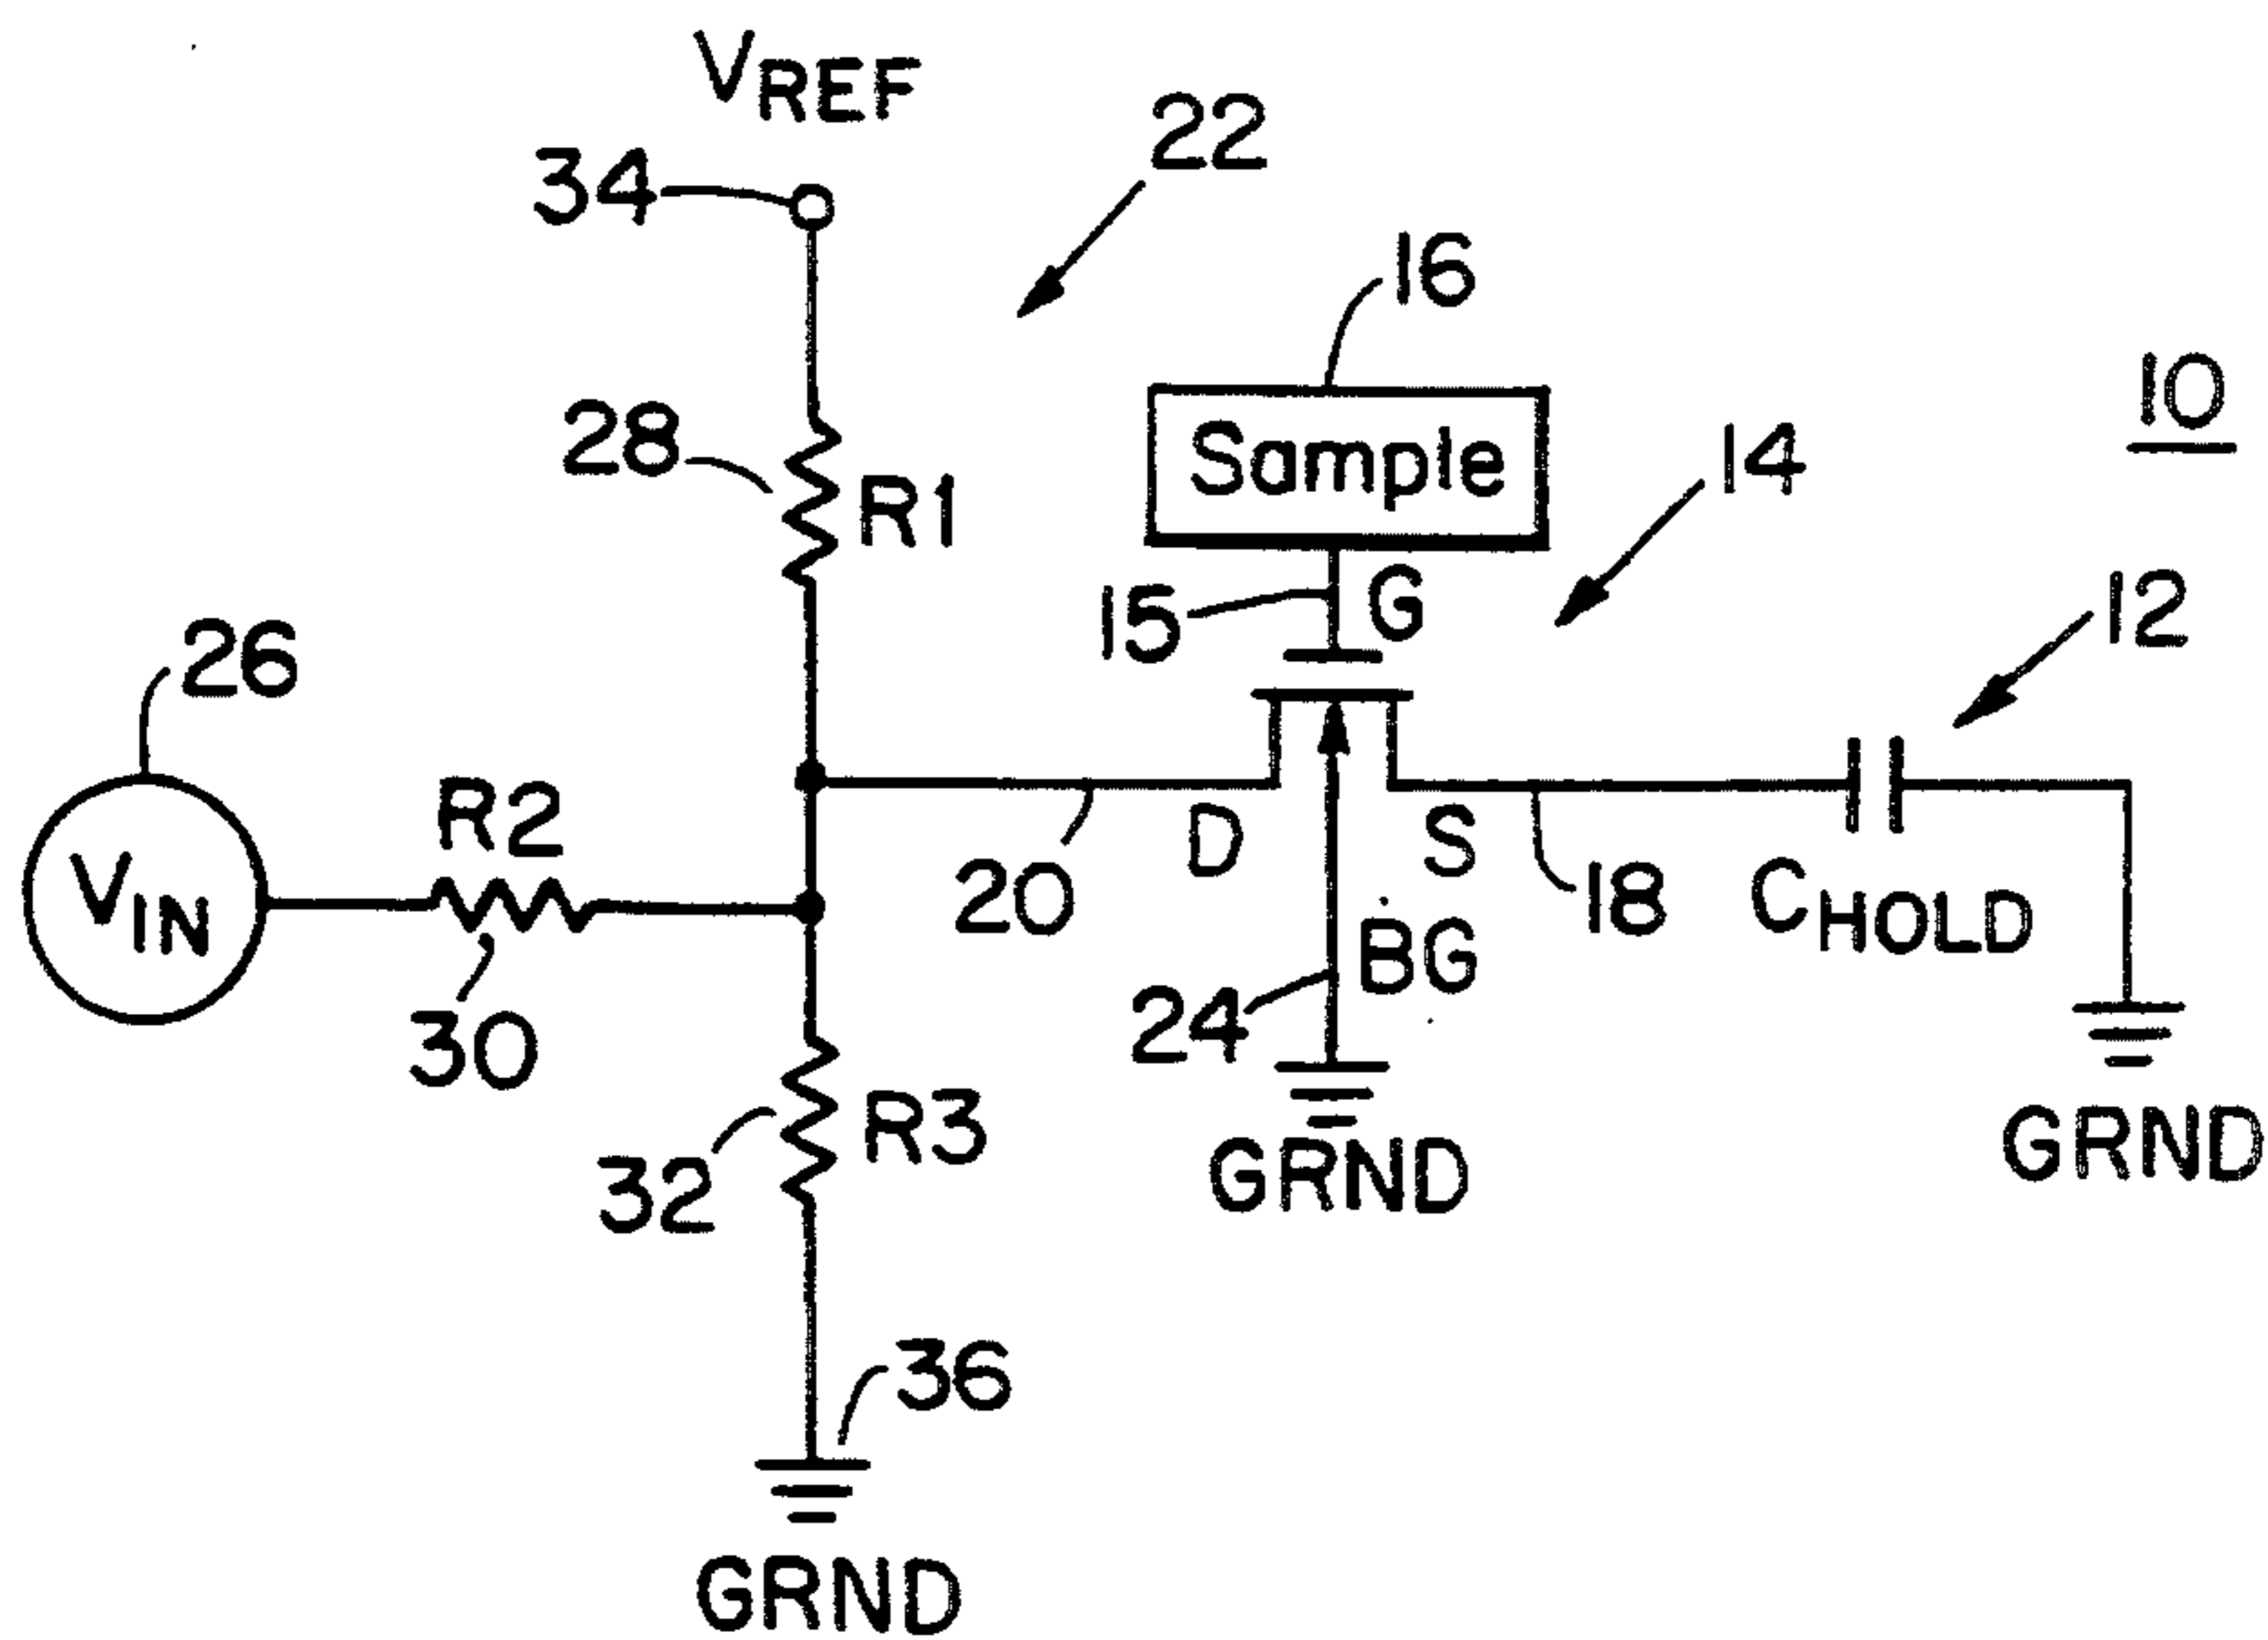 VREF
34
22
16
28
R1
Sample
10
14
15
G
12
26
R2
VIN
30
20
D
S
18
CHOLD
BG
24
32
R3
GRND
GRND
36
GRND